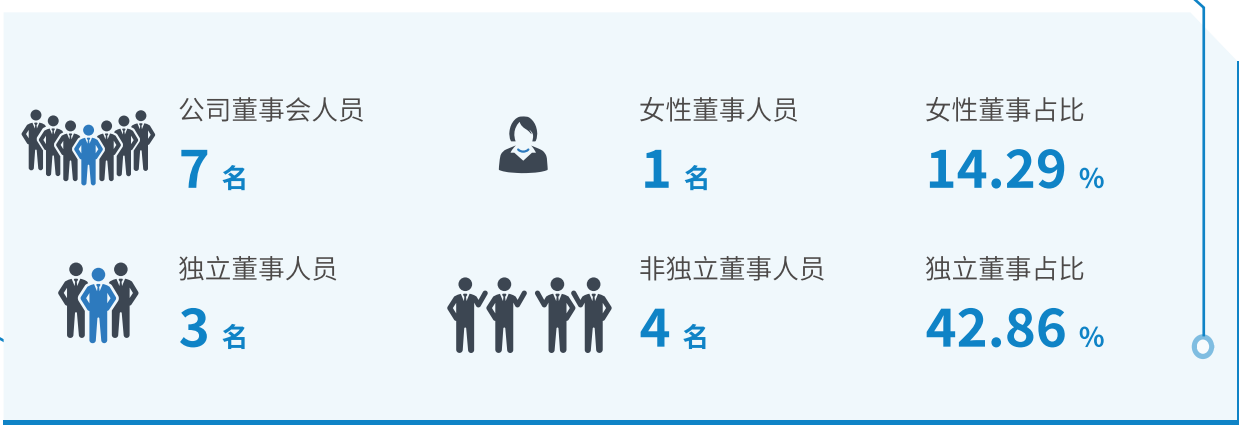 公司董事会人员
7 名
女性董事人员
1 名
女性董事占比
14.29 %
独立董事人员
3 名
非独立董事人员
4 名
独立董事占比
42.86 %